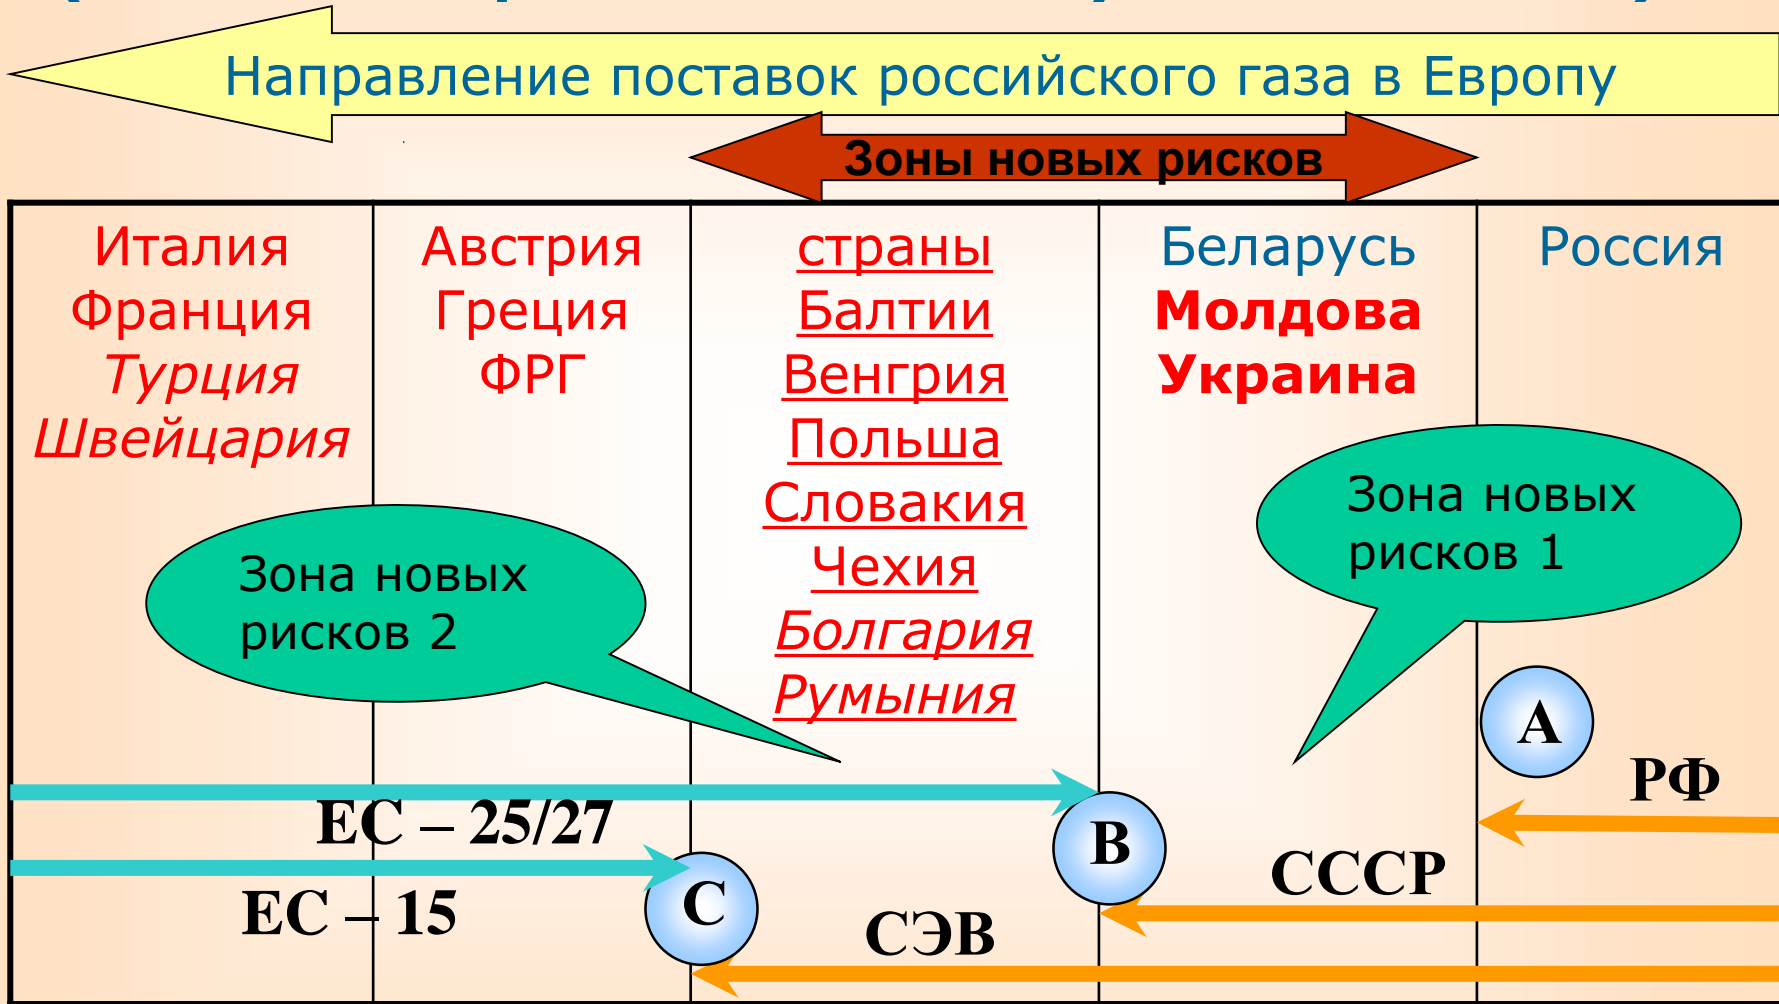 Направление поставок российского газа в Европу
Зоны новых рисков
Италия
Франция
Турция
Швейцария
Австрия
Греция
ФРГ
страны
Балтии
Венгрия
Польша
Словакия
Чехия
Болгария
Румыния
Беларусь
Молдова
Украина
Россия
Зона новых
рисков 2
Зона новых
рисков 1
A
РФ
ЕС – 25/27
B
СССР
ЕС – 15
C
СЭВ